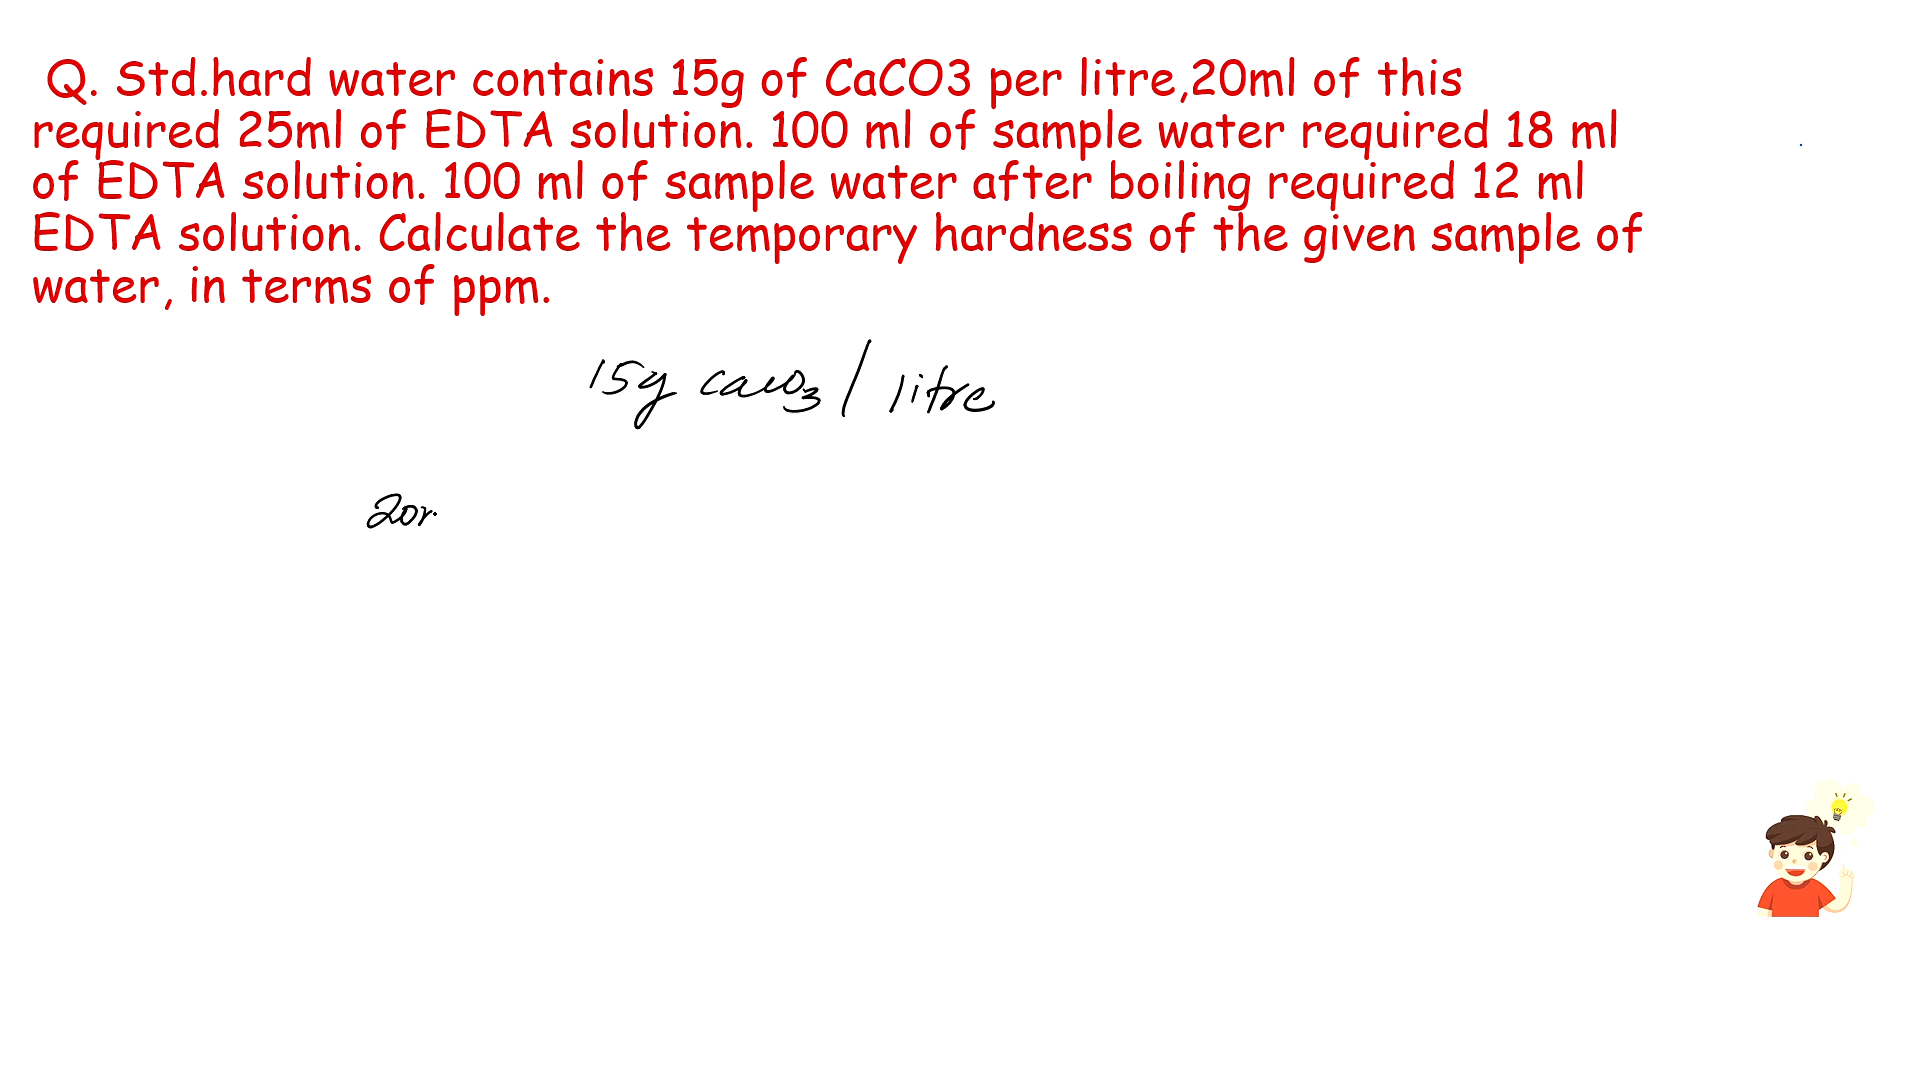 Q. Std.hard water contains 15g of CaCO3 per litre,20ml of this
required 25ml of EDTA solution. 100 ml of sample water required 18 ml
of EDTA solution. 100 ml of sample water after boiling required 12 ml
EDTA solution. Calculate the temporary hardness of the given sample of
water, in terms of ppm.
15g caco3 / litre